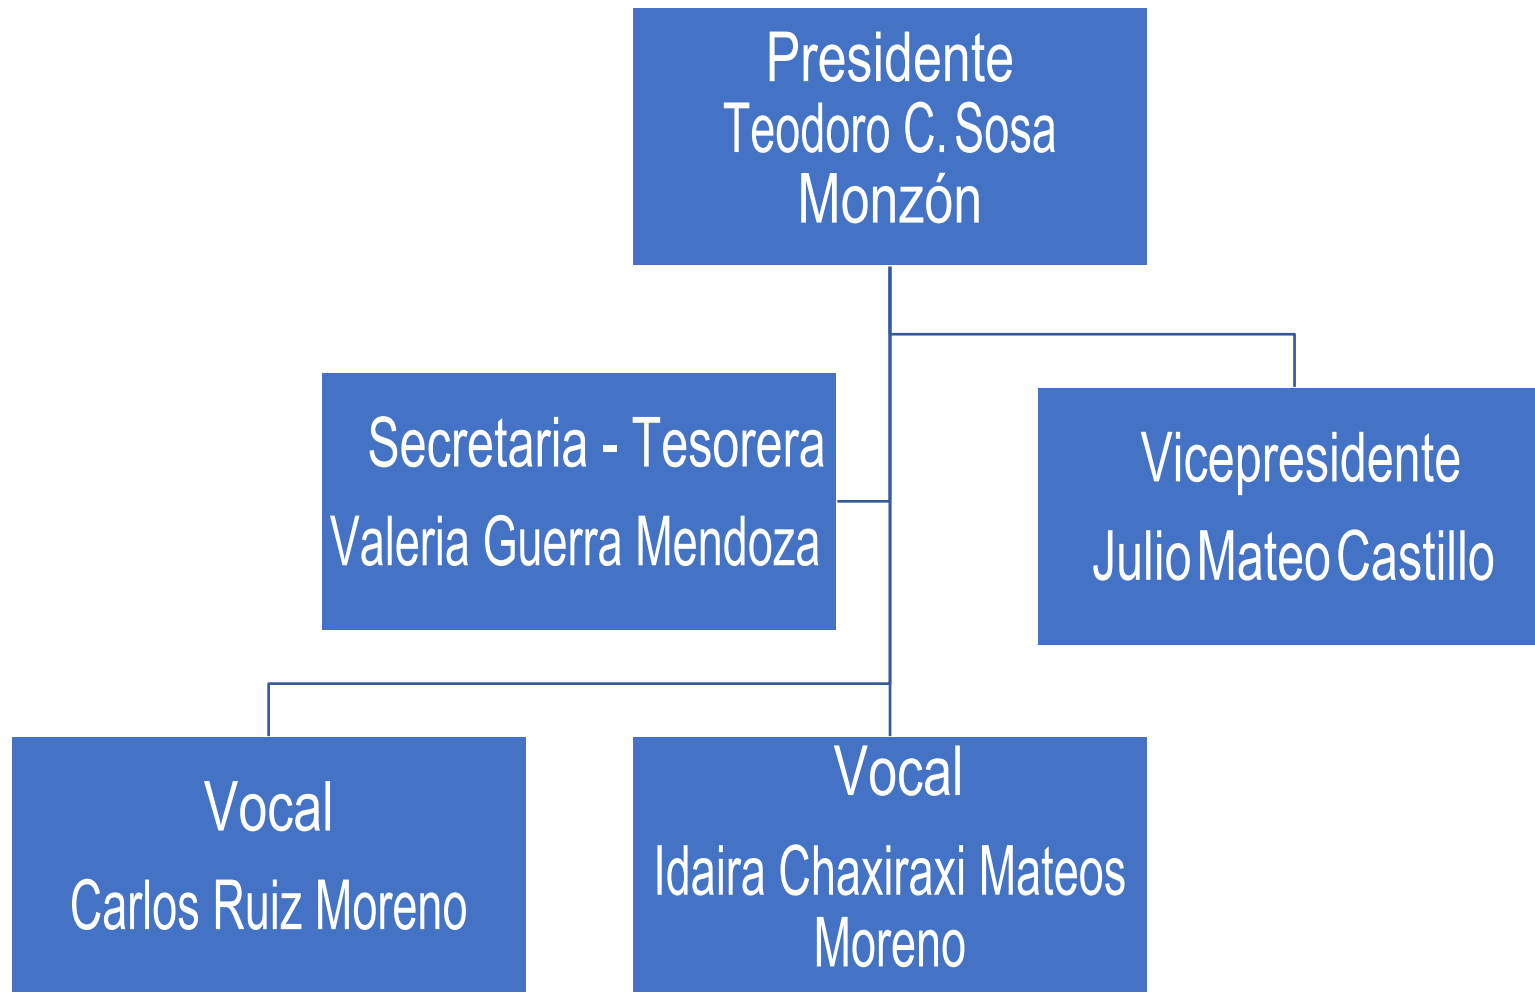 Presidente
Teodoro C. Sosa
Monzón
Secretaria - Tesorera
Valeria Guerra Mendoza
Vicepresidente
Julio Mateo Castillo
Vocal
Carlos Ruiz Moreno
Vocal
Idaira Chaxiraxi Mateos
Moreno